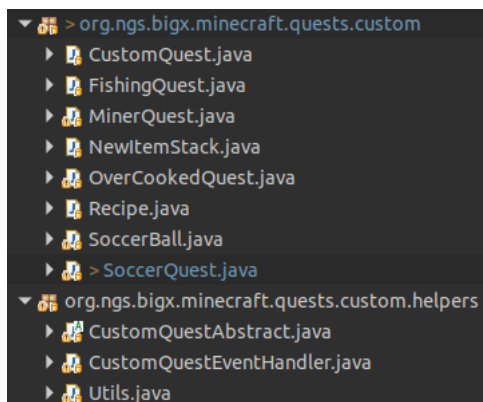 > org.ngs.bigx.minecraft.quests.custom
CustomQuest.java
FishingQuest.java
MinerQuest.java
NewItemStack.java
OverCookedQuest.java
Recipe.java
SoccerBall.java
> SoccerQuest.java
org.ngs.bigx.minecraft.quests.custom.helpers
CustomQuestAbstract.java
CustomQuestEventHandler.java
Utils.java